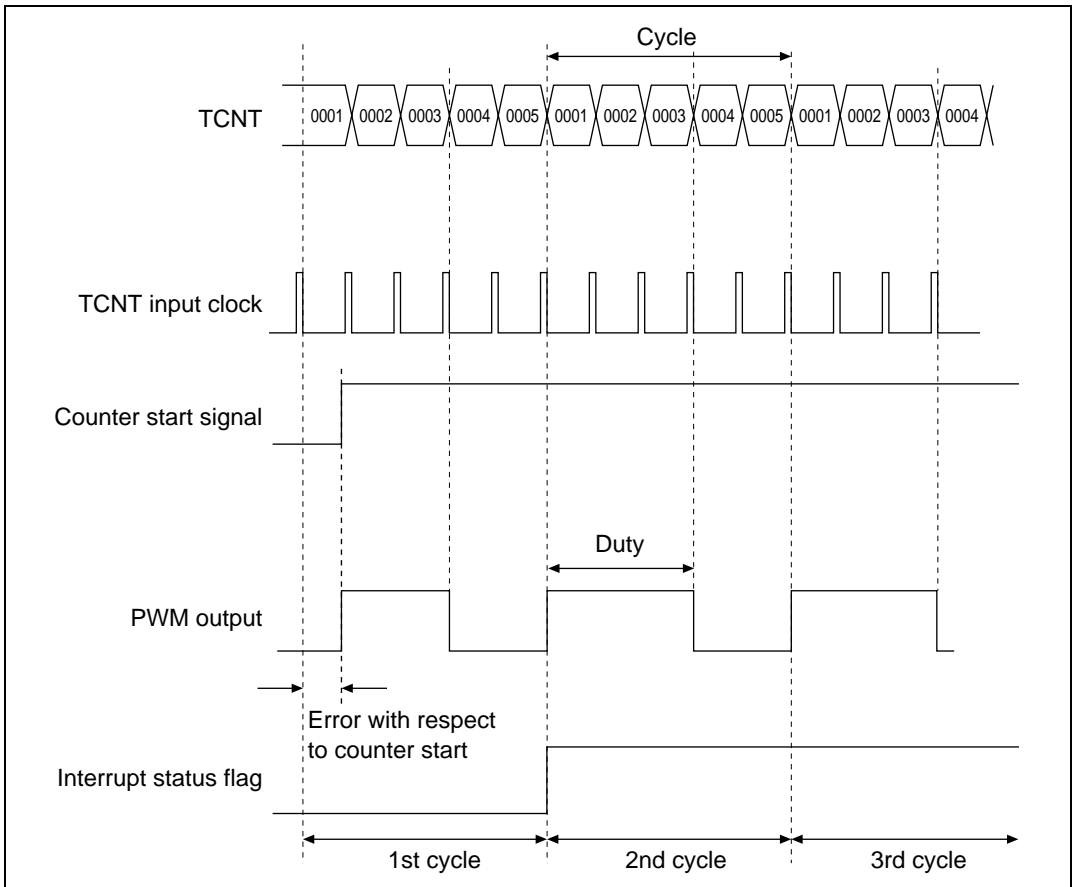 Cycle
TCNT
0001 0002 0003 0004 0005 0001 0002 0003 0004 0005 0001 0002 0003 0004
TCNT input clock
Counter start signal
Duty
PWM output
Error with respect
to counter start
Interrupt status flag
1st cycle 2nd cycle 3rd cycle